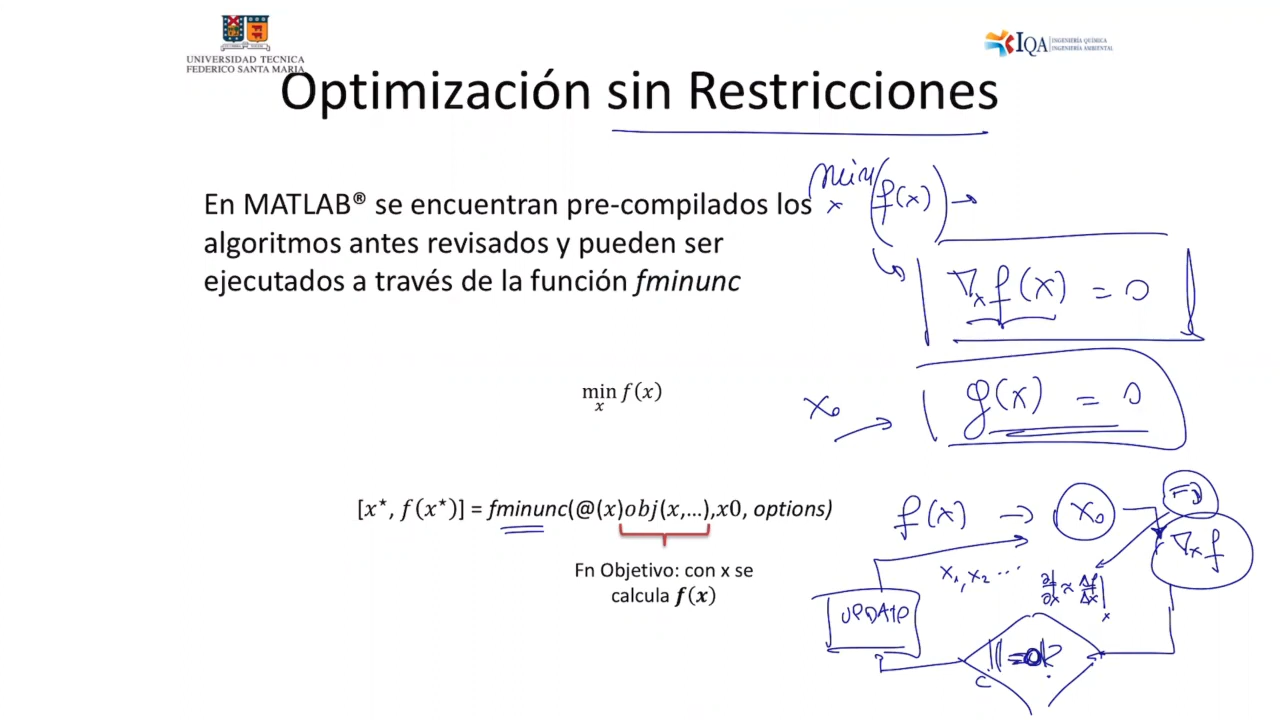 UNIVERSIDAD TECNICA
FEDERICO SANTA MARIA
IQA INGENIERÍA QUÍMICA
INGENIERÍA AMBIENTAL
Optimización sin Restricciones
En MATLAB® se encuentran pre-compilados los
algoritmos antes revisados y pueden ser
ejecutados a través de la función fminunc
min f(x)
x
[x⋆, f(x⋆)] = fminunc(@(x)obj(x,...),x0, options)
Fn Objetivo: con x se
calcula f(x)
min f(x) →
x
∇x f(x) = 0
x₀ → g(x) = 0
f(x) → x₀
∇x f
x₁, x₂ ...
∂f/∂x ≈ Δf/Δx |x
UPDATE